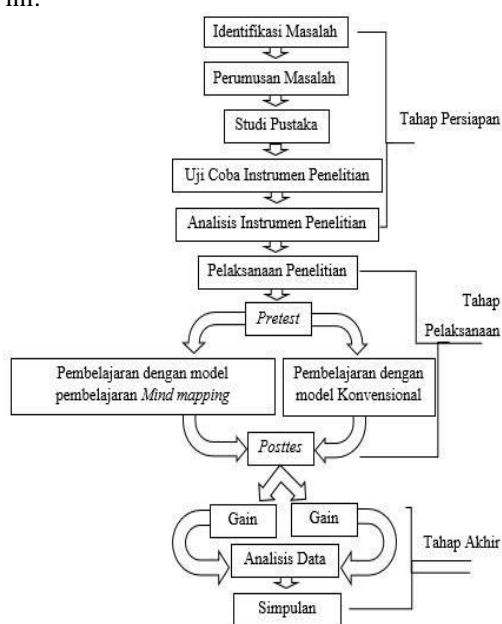 Identifikasi Masalah
Perumusan Masalah
Studi Pustaka
Tahap Persiapan
Uji Coba Instrumen Penelitian
Analisis Instrumen Penelitian
Pelaksanaan Penelitian
Pretest
Tahap
Pelaksanaan
Pembelajaran dengan model
pembelajaran Mind mapping
Pembelajaran dengan
model Konvensional
Posttes
Gain
Gain
Analisis Data
Tahap Akhir
Simpulan